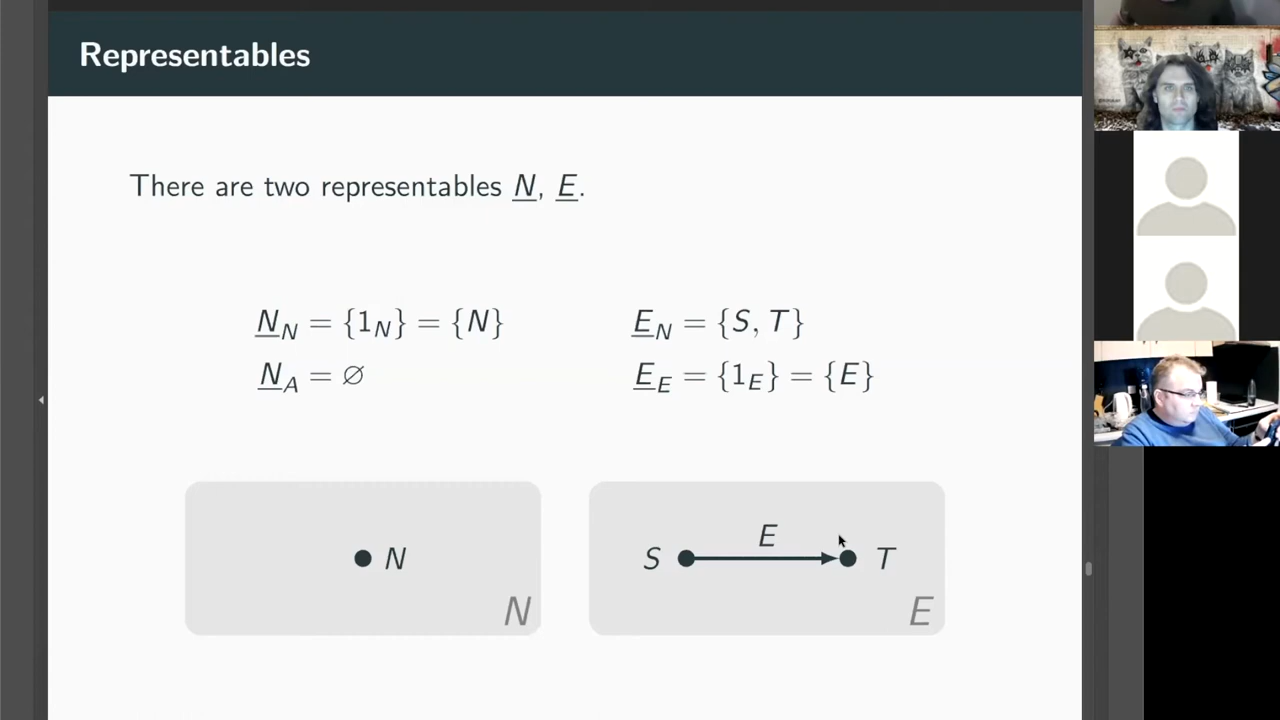 Representables
There are two representables N, E.
N_N = {1_N} = {N}
N_A = ∅
E_N = {S, T}
E_E = {1_E} = {E}
N
N
S
E
T
E